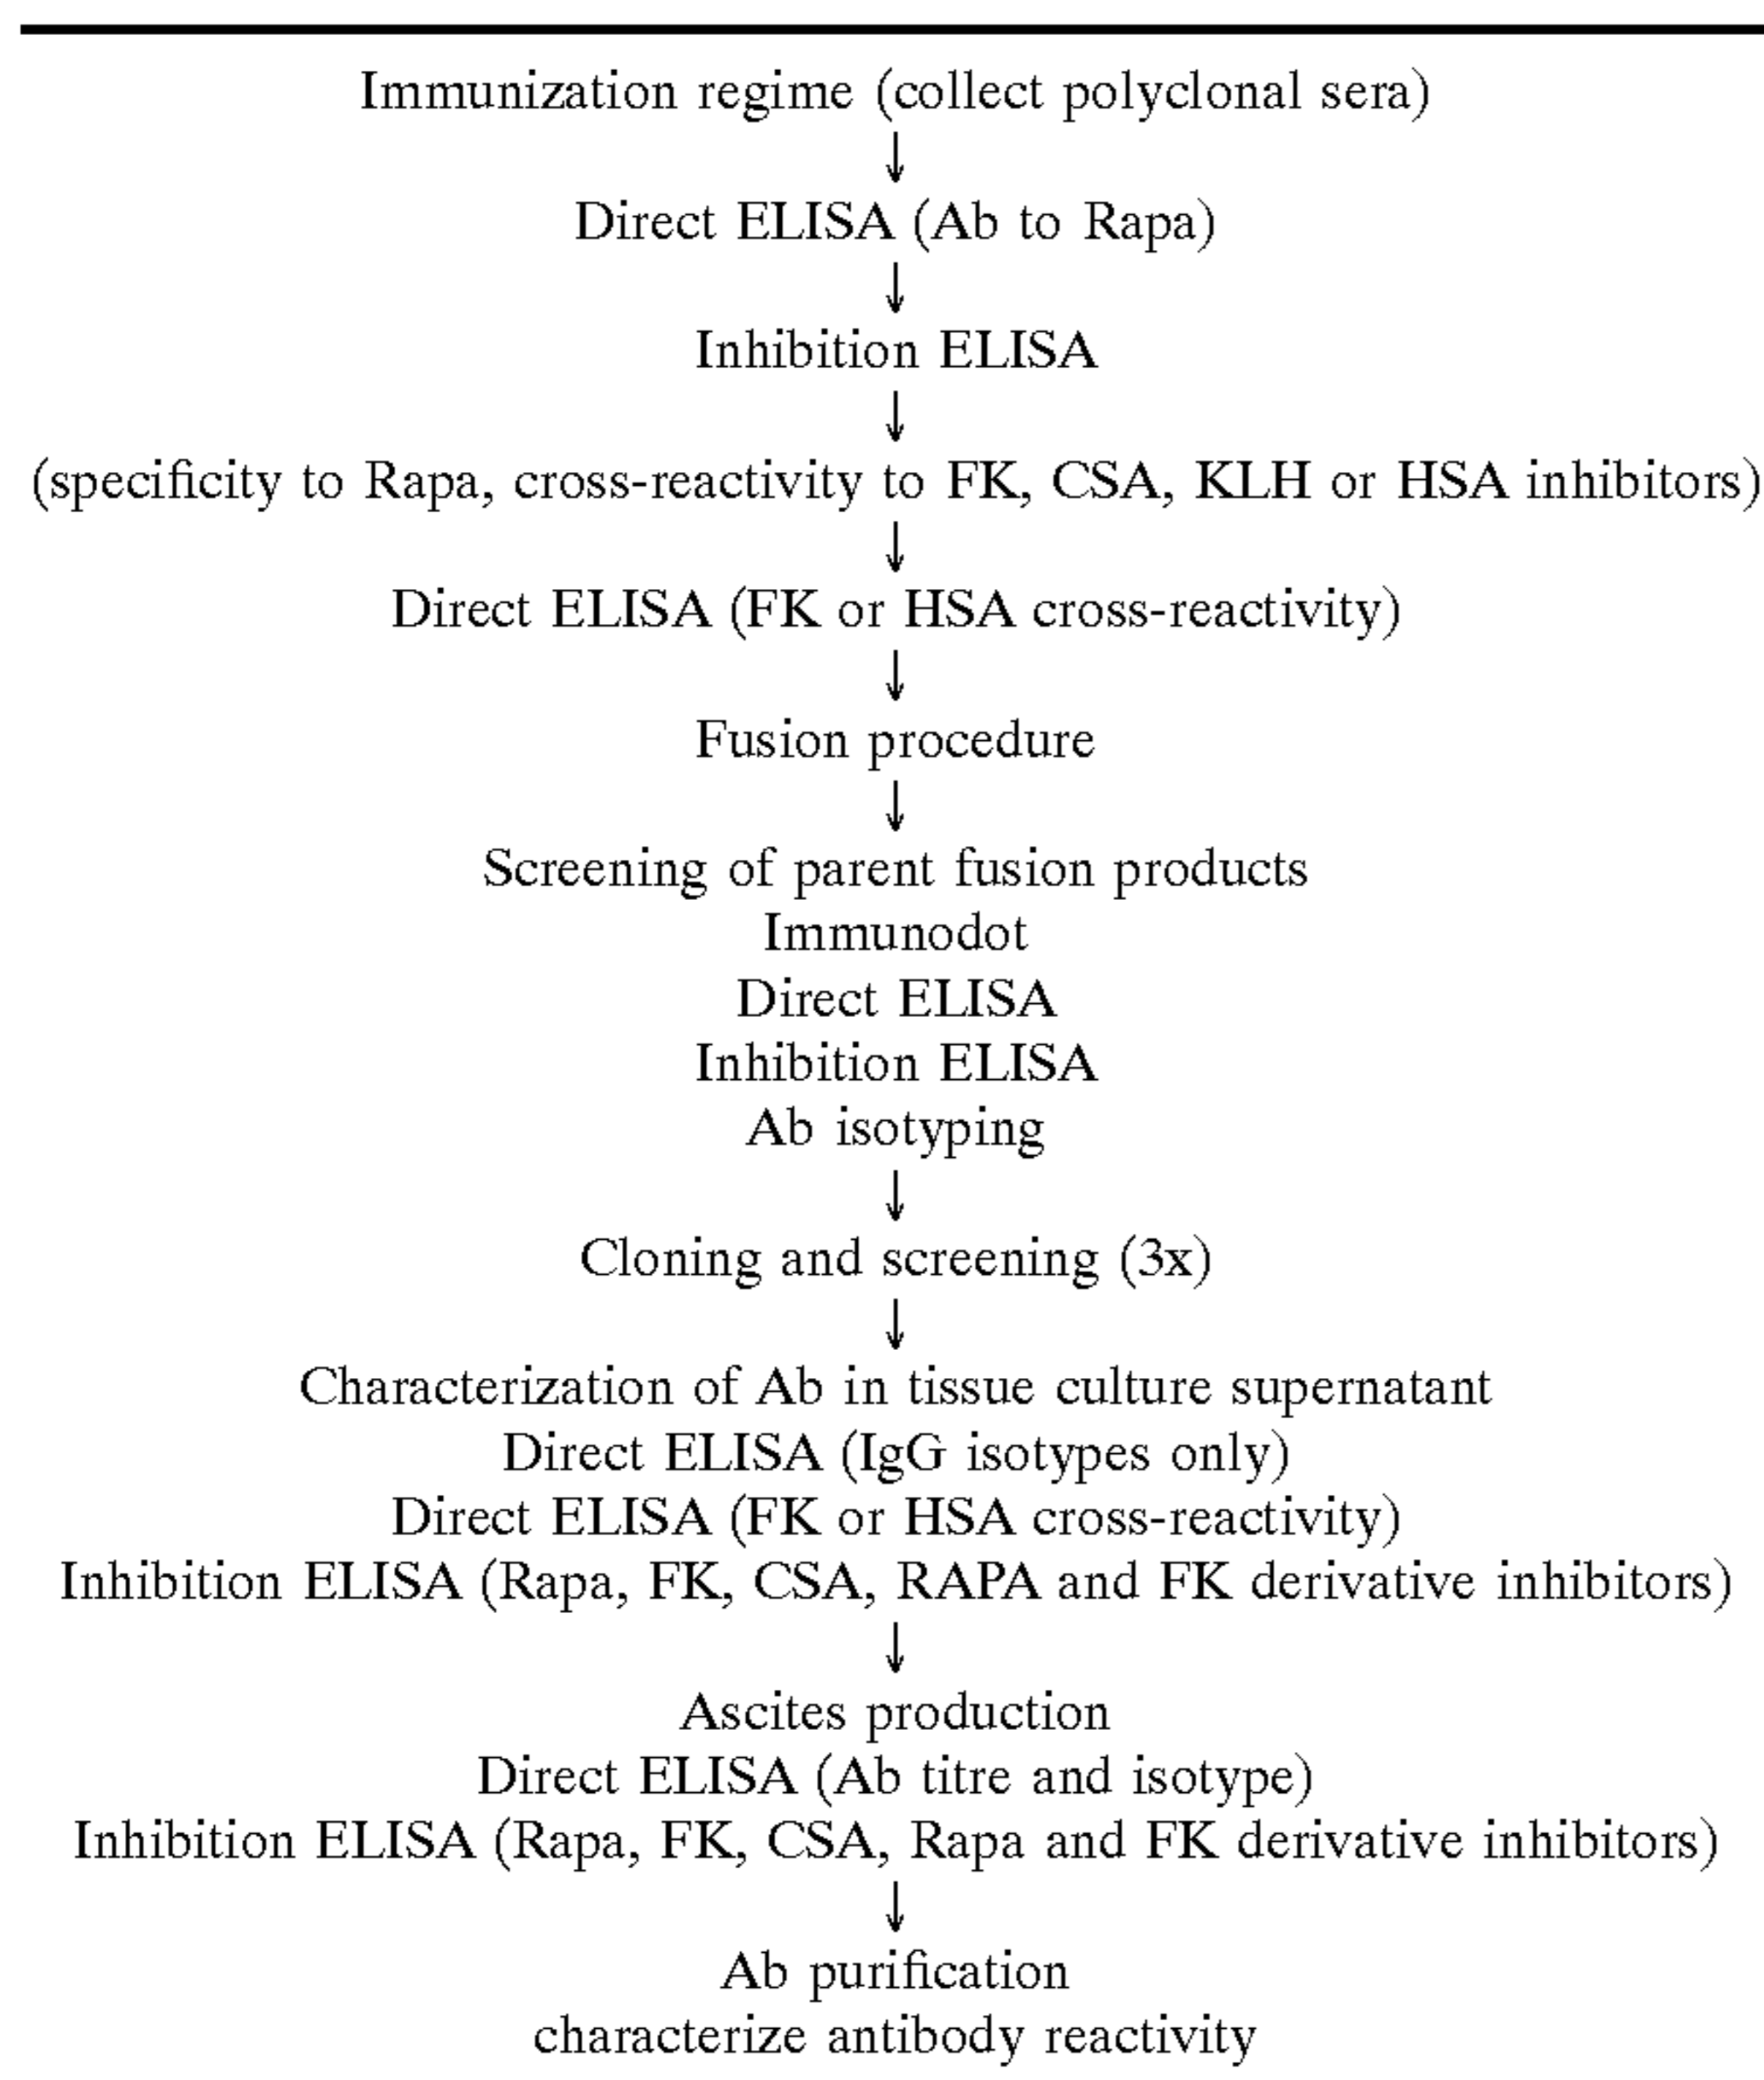 Immunization regime (collect polyclonal sera)
↓
Direct ELISA (Ab to Rapa)
↓
Inhibition ELISA
↓
(specificity to Rapa, cross-reactivity to FK, CSA, KLH or HSA inhibitors)
↓
Direct ELISA (FK or HSA cross-reactivity)
↓
Fusion procedure
↓
Screening of parent fusion products
Immunodot
Direct ELISA
Inhibition ELISA
Ab isotyping
↓
Cloning and screening (3x)
↓
Characterization of Ab in tissue culture supernatant
Direct ELISA (IgG isotypes only)
Direct ELISA (FK or HSA cross-reactivity)
Inhibition ELISA (Rapa, FK, CSA, RAPA and FK derivative inhibitors)
↓
Ascites production
Direct ELISA (Ab titre and isotype)
Inhibition ELISA (Rapa, FK, CSA, Rapa and FK derivative inhibitors)
↓
Ab purification
characterize antibody reactivity